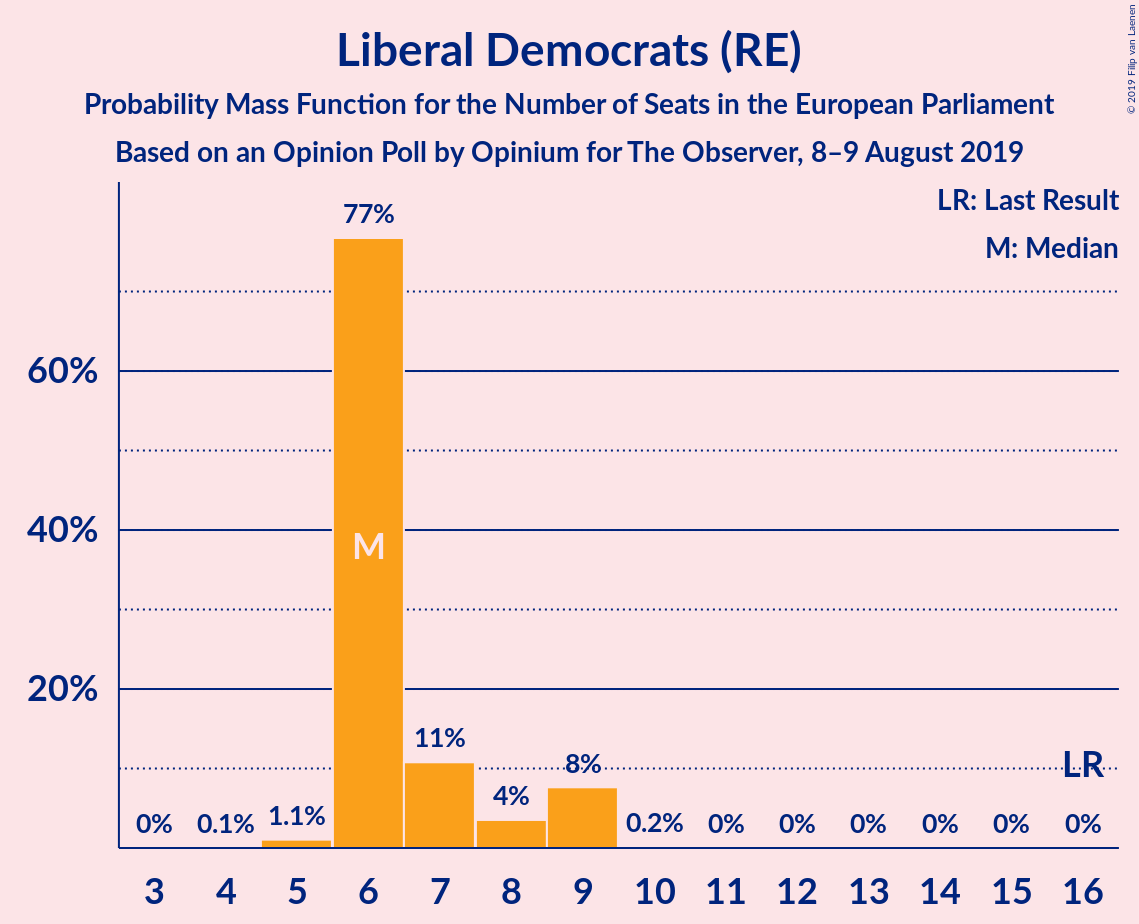 Liberal Democrats (RE)
Probability Mass Function for the Number of Seats in the European Parliament
Based on an Opinion Poll by Opinium for The Observer, 8–9 August 2019
© 2019 Filip van Laenen
LR: Last Result
M: Median
77%
60%
40%
M
20%
11%
8%
LR
4%
0% 0.1% 1.1% 0.2% 0% 0% 0% 0% 0% 0%
3 4 5 6 7 8 9 10 11 12 13 14 15 16